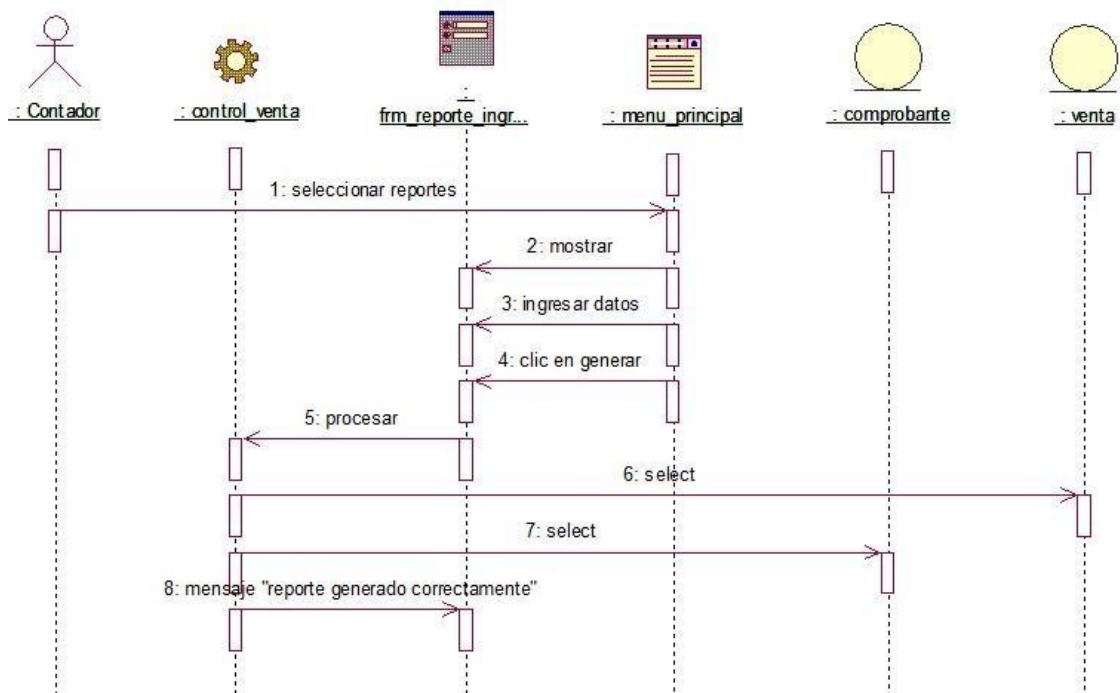 : Contador
: control_venta
:
frm_reporte_ingr...
: menu_principal
: comprobante
: venta
1: seleccionar reportes
2: mostrar
3: ingresar datos
4: clic en generar
5: procesar
6: select
7: select
8: mensaje "reporte generado correctamente"